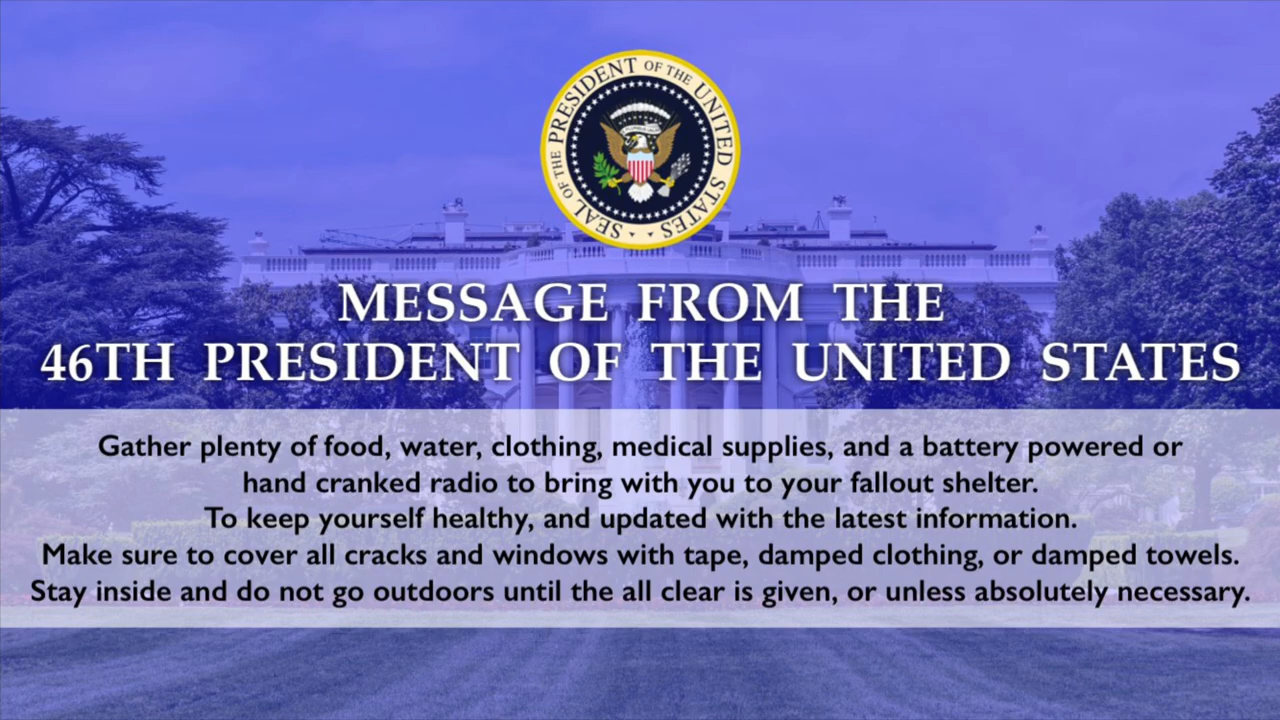 SEAL OF THE PRESIDENT OF THE UNITED STATES
MESSAGE FROM THE
46TH PRESIDENT OF THE UNITED STATES
Gather plenty of food, water, clothing, medical supplies, and a battery powered or
hand cranked radio to bring with you to your fallout shelter.
To keep yourself healthy, and updated with the latest information.
Make sure to cover all cracks and windows with tape, damped clothing, or damped towels.
Stay inside and do not go outdoors until the all clear is given, or unless absolutely necessary.